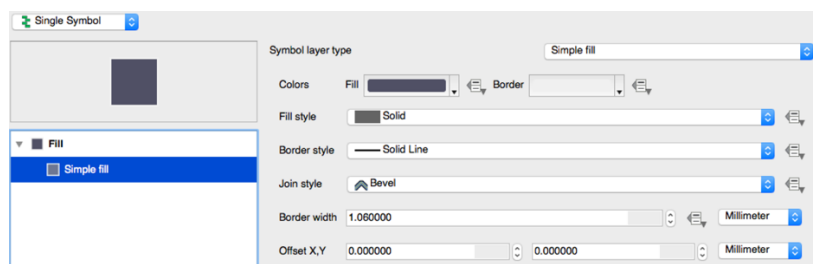 Single Symbol
Symbol layer type Simple fill
Colors Fill Border
Fill style Solid
Fill
Border style Solid Line
Simple fill
Join style Bevel
Border width 1.060000 Millimeter
Offset X,Y 0.000000 0.000000 Millimeter